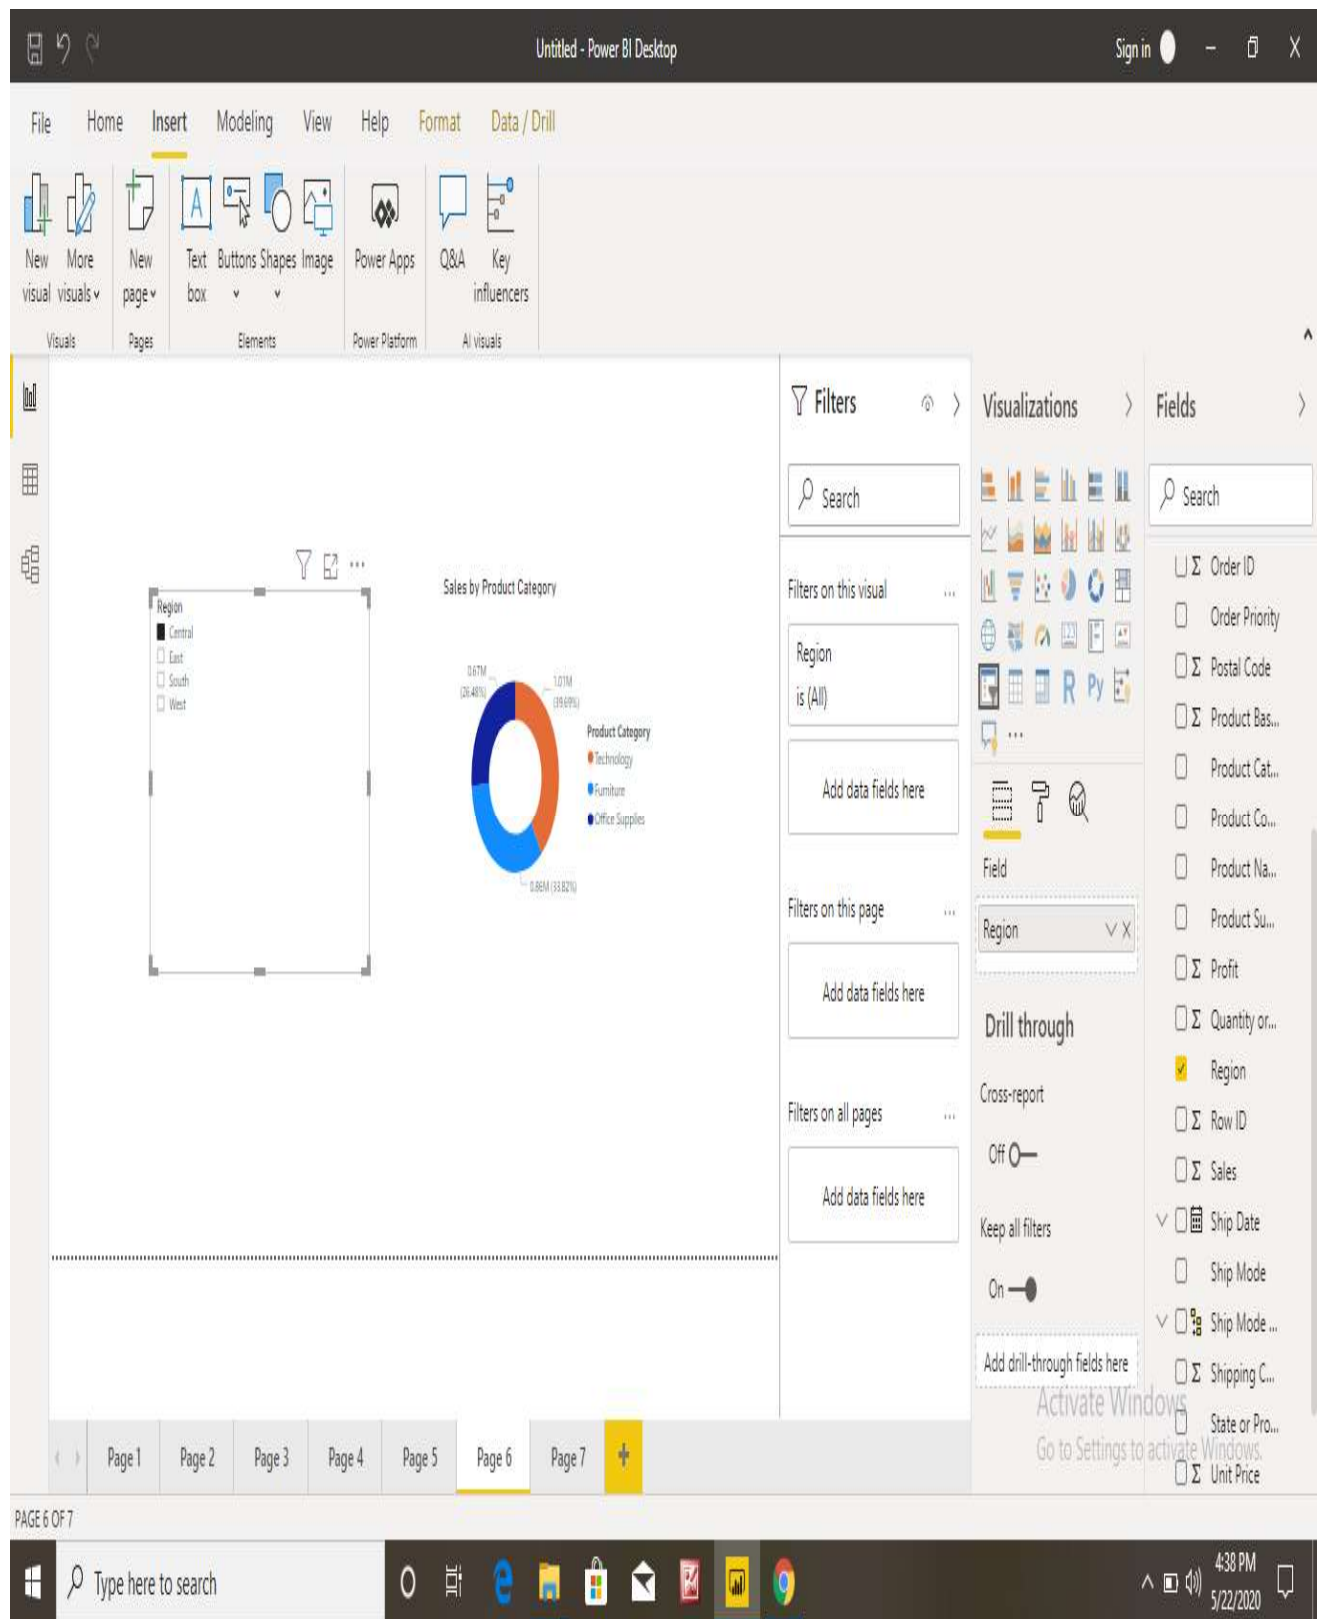 Untitled - Power BI Desktop
Sign in
File Home Insert Modeling View Help Format Data / Drill
New visual
More visuals
New page
Text box
Buttons
Shapes
Image
Power Apps
Q&A
Key influencers
Visuals
Pages
Elements
Power Platform
AI visuals
Region
Central
East
South
West
Sales by Product Category
0.67M
(26.48%)
1.01M
(39.69%)
0.86M (33.82%)
Product Category
Technology
Furniture
Office Supplies
Filters
Search
Filters on this visual
Region
is (All)
Add data fields here
Filters on this page
Add data fields here
Filters on all pages
Add data fields here
Visualizations
R Py
123
Field
Region
Drill through
Cross-report
Off
Keep all filters
On
Add drill-through fields here
Fields
Search
Σ Order ID
Order Priority
Σ Postal Code
Σ Product Bas...
Product Cat...
Product Co...
Product Na...
Product Su...
Σ Profit
Σ Quantity or...
Region
Σ Row ID
Σ Sales
Ship Date
Ship Mode
Ship Mode ...
Σ Shipping C...
State or Pro...
Σ Unit Price
Activate Windows
Go to Settings to activate Windows.
Page 1 Page 2 Page 3 Page 4 Page 5 Page 6 Page 7 +
PAGE 6 OF 7
Type here to search
4:38 PM
5/22/2020